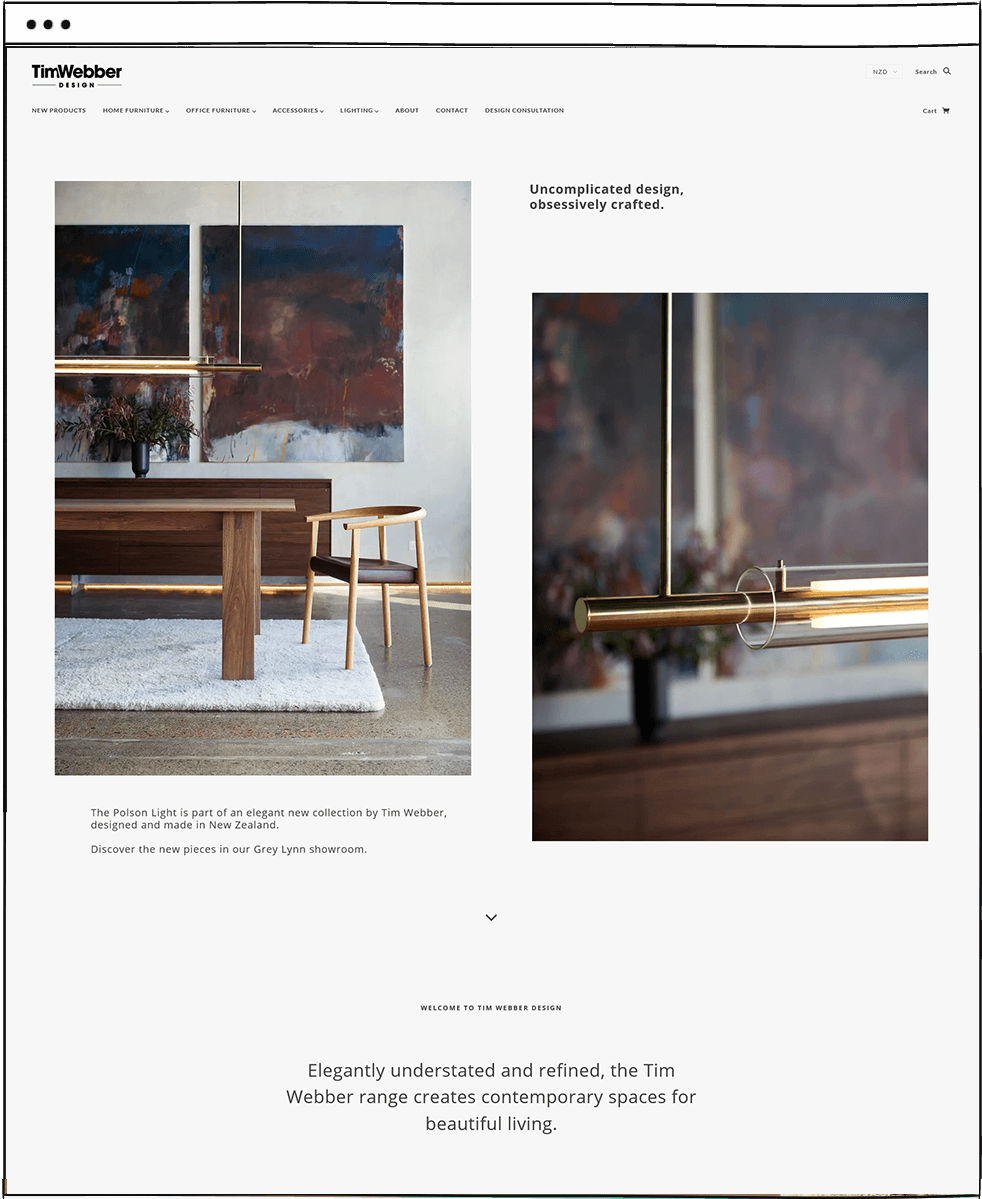 TimWebber
DESIGN
NZD
Search
NEW PRODUCTS HOME FURNITURE OFFICE FURNITURE ACCESSORIES LIGHTING ABOUT CONTACT DESIGN CONSULTATION
Cart
Uncomplicated design,
obsessively crafted.
The Polson Light is part of an elegant new collection by Tim Webber,
designed and made in New Zealand.
Discover the new pieces in our Grey Lynn showroom.
WELCOME TO TIM WEBBER DESIGN
Elegantly understated and refined, the Tim
Webber range creates contemporary spaces for
beautiful living.